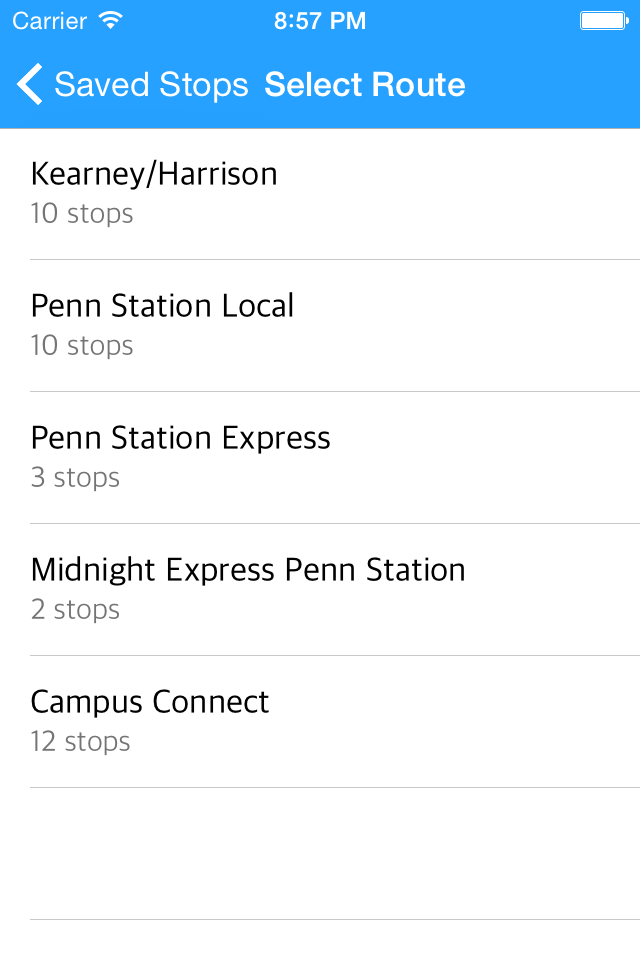 Carrier 8:57 PM
Saved Stops Select Route
Kearney/Harrison
10 stops
Penn Station Local
10 stops
Penn Station Express
3 stops
Midnight Express Penn Station
2 stops
Campus Connect
12 stops